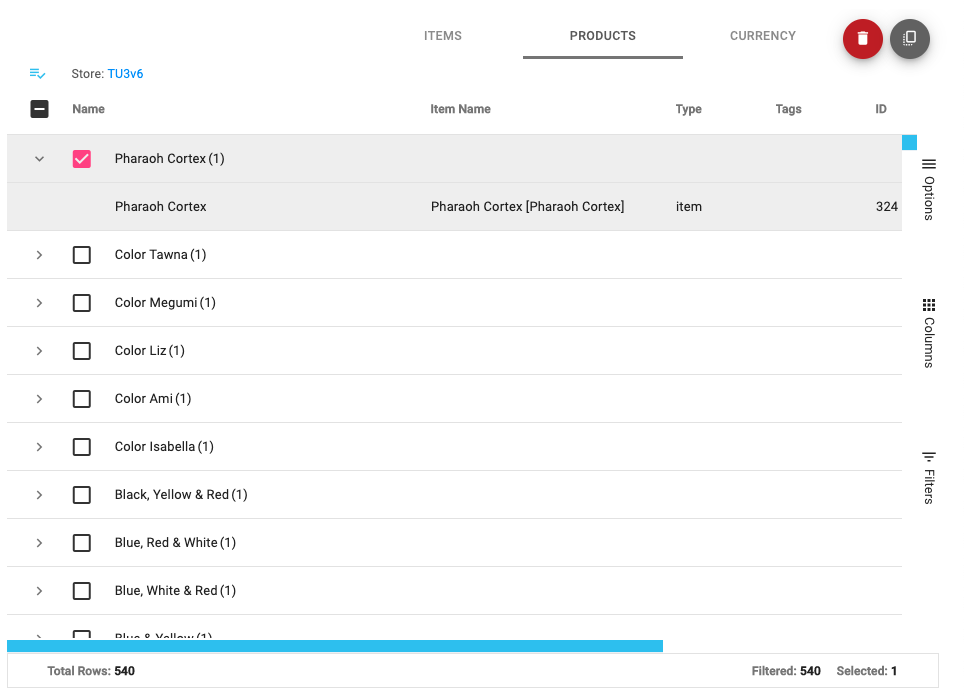 ITEMS PRODUCTS CURRENCY
Store: TU3v6
Name Item Name Type Tags ID
Pharaoh Cortex (1)
Pharaoh Cortex Pharaoh Cortex [Pharaoh Cortex] item 324
Color Tawna (1)
Color Megumi (1)
Color Liz (1)
Color Ami (1)
Color Isabella (1)
Black, Yellow & Red (1)
Blue, Red & White (1)
Blue, White & Red (1)
Blue & Yellow (1)
Options
Columns
Filters
Total Rows: 540 Filtered: 540 Selected: 1